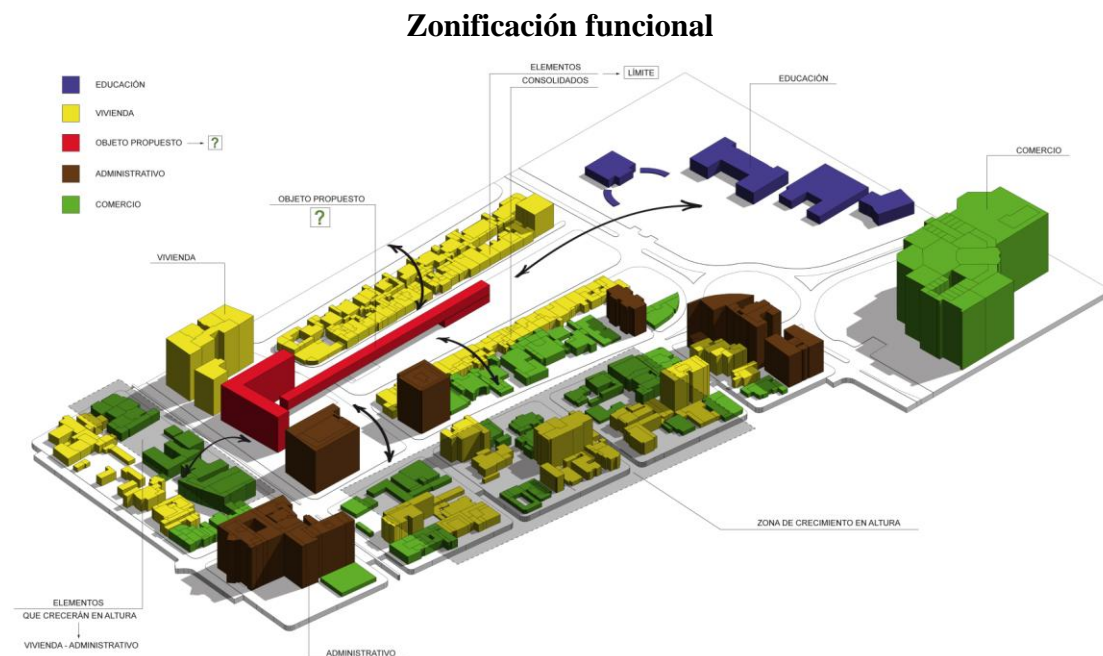 Zonificación funcional
EDUCACIÓN
VIVIENDA
OBJETO PROPUESTO → ?
ADMINISTRATIVO
COMERCIO
ELEMENTOS → LÍMITE
CONSOLIDADOS
EDUCACIÓN
COMERCIO
OBJETO PROPUESTO
?
VIVIENDA
ZONA DE CRECIMIENTO EN ALTURA
ELEMENTOS
QUE CRECERÁN EN ALTURA
VIVIENDA - ADMINISTRATIVO
ADMINISTRATIVO